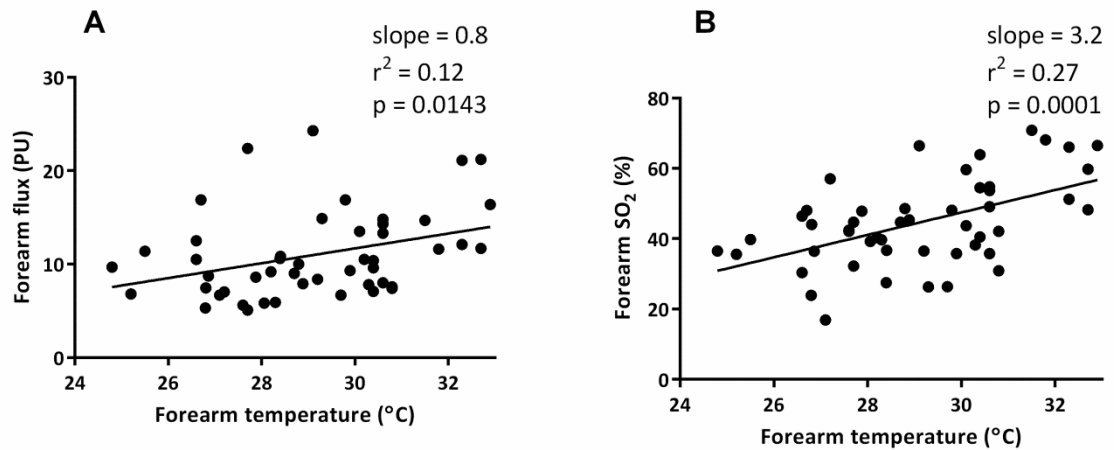 A
slope = 0.8
r² = 0.12
p = 0.0143
30
20
10
0
Forearm flux (PU)
24 26 28 30 32
Forearm temperature (°C)
B
slope = 3.2
r² = 0.27
p = 0.0001
80
60
40
20
0
Forearm SO₂ (%)
24 26 28 30 32
Forearm temperature (°C)